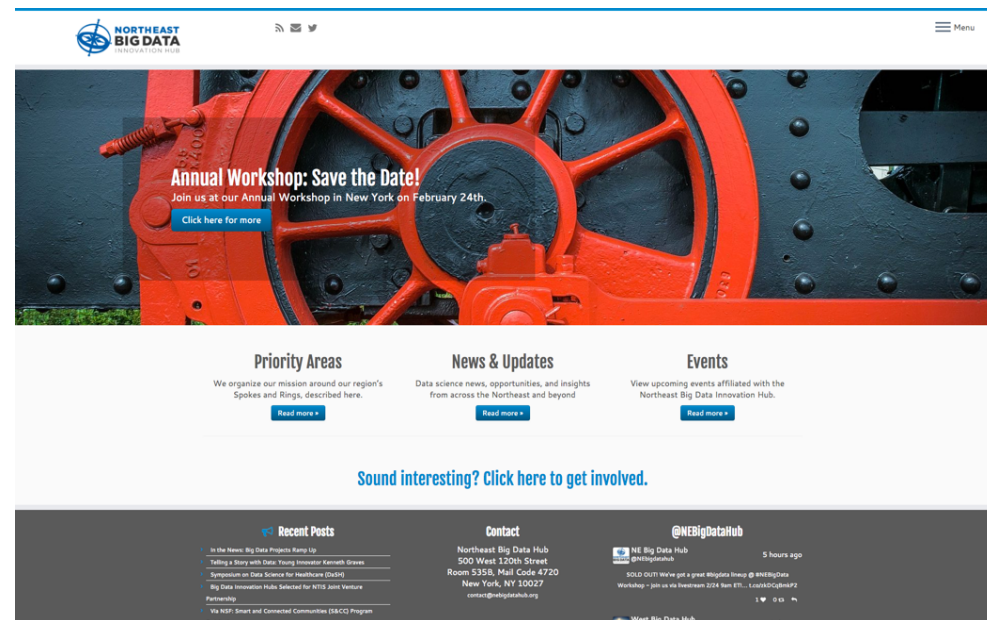 NORTHEAST
BIG DATA
INNOVATION HUB
Menu
Annual Workshop: Save the Date!
Join us at our Annual Workshop in New York on February 24th.
Click here for more
Priority Areas
We organize our mission around our region's
Spokes and Rings, described here.
Read more »
News & Updates
Data science news, opportunities, and insights
from across the Northeast and beyond
Read more »
Events
View upcoming events affiliated with the
Northeast Big Data Innovation Hub.
Read more »
Sound interesting? Click here to get involved.
Recent Posts
In the News: Big Data Projects Ramp Up
Telling a Story with Data: Young Innovator Kenneth Graves
Symposium on Data Science for Healthcare (DaSH)
Big Data Innovation Hubs Selected for NTIS Joint Venture
Partnership
Via NSF: Smart and Connected Communities (S&CC) Program
Contact
Northeast Big Data Hub
500 West 120th Street
Room 535B, Mail Code 4720
New York, NY 10027
contact@nebigdatahub.org
@NEBigDataHub
NE Big Data Hub
@NEBigdatahub
5 hours ago
SOLD OUT! We've got a great #bigdata lineup @ #NEBigData
Workshop – join us via livestream 2/24 9am ET!...
1
0
West Big Data Hub